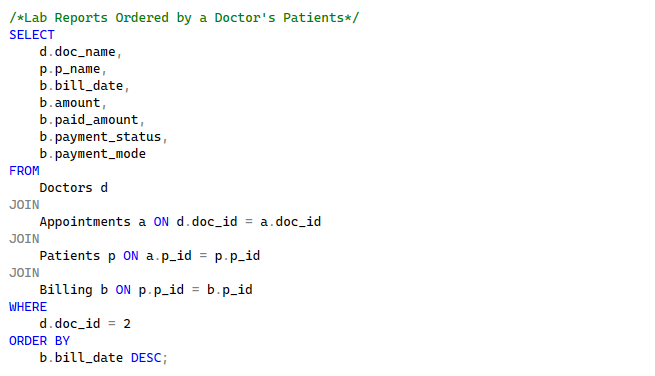 /*Lab Reports Ordered by a Doctor's Patients*/
SELECT
    d.doc_name,
    p.p_name,
    b.bill_date,
    b.amount,
    b.paid_amount,
    b.payment_status,
    b.payment_mode
FROM
    Doctors d
JOIN
    Appointments a ON d.doc_id = a.doc_id
JOIN
    Patients p ON a.p_id = p.p_id
JOIN
    Billing b ON p.p_id = b.p_id
WHERE
    d.doc_id = 2
ORDER BY
    b.bill_date DESC;